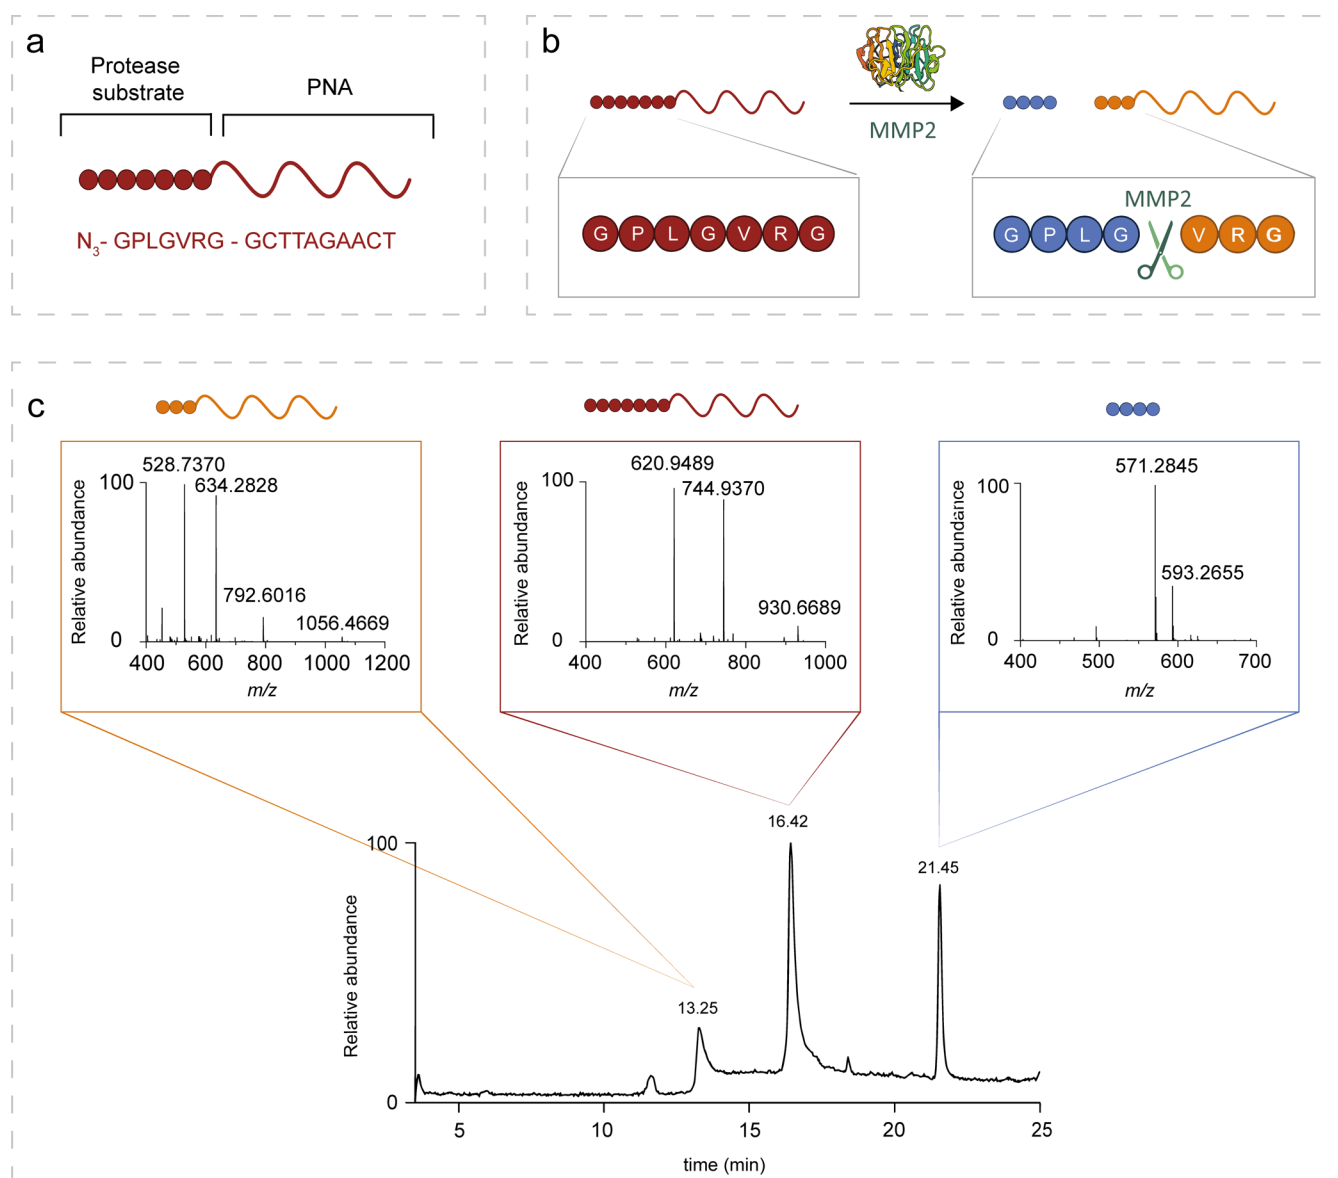 a
Protease
substrate
PNA
N3- GPLGVRG - GCTTAGAACT
b
MMP2
G P L G V R G
MMP2
G P L G V R G
c
528.7370
634.2828
792.6016
1056.4669
100
0
Relative abundance
400 600 800 1000 1200
m/z
620.9489
744.9370
930.6689
100
0
Relative abundance
400 600 800 1000
m/z
571.2845
593.2655
100
0
Relative abundance
400 500 600 700
m/z
16.42
21.45
13.25
100
0
Relative abundance
5 10 15 20 25
time (min)